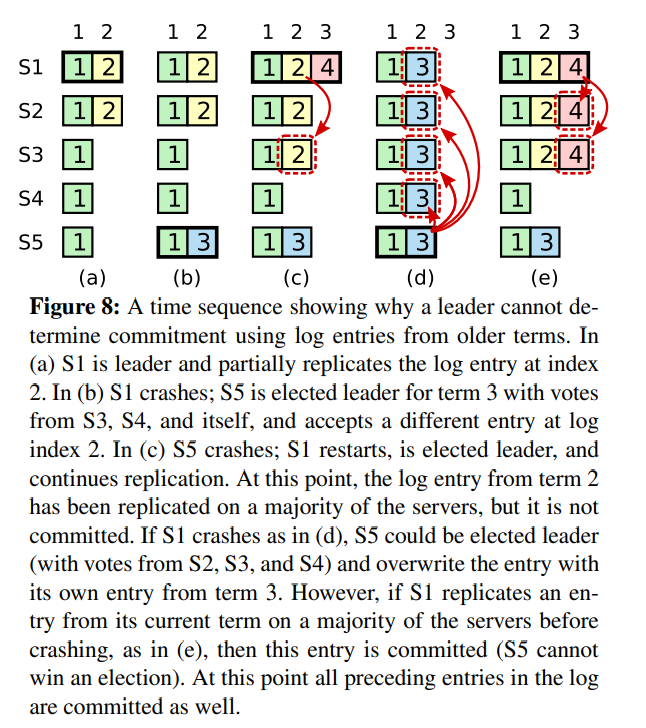 1 2 1 2 1 2 3 1 2 3 1 2 3
S1 1 2 1 2 1 2 4 1 3 1 2 4
S2 1 2 1 2 1 2 1 3 1 2 4
S3 1 1 1 2 1 3 1 2 4
S4 1 1 1 1 3 1
S5 1 1 3 1 3 1 3 1 3
(a) (b) (c) (d) (e)
Figure 8: A time sequence showing why a leader cannot de-
termine commitment using log entries from older terms. In
(a) S1 is leader and partially replicates the log entry at index
2. In (b) S1 crashes; S5 is elected leader for term 3 with votes
from S3, S4, and itself, and accepts a different entry at log
index 2. In (c) S5 crashes; S1 restarts, is elected leader, and
continues replication. At this point, the log entry from term 2
has been replicated on a majority of the servers, but it is not
committed. If S1 crashes as in (d), S5 could be elected leader
(with votes from S2, S3, and S4) and overwrite the entry with
its own entry from term 3. However, if S1 replicates an en-
try from its current term on a majority of the servers before
crashing, as in (e), then this entry is committed (S5 cannot
win an election). At this point all preceding entries in the log
are committed as well.